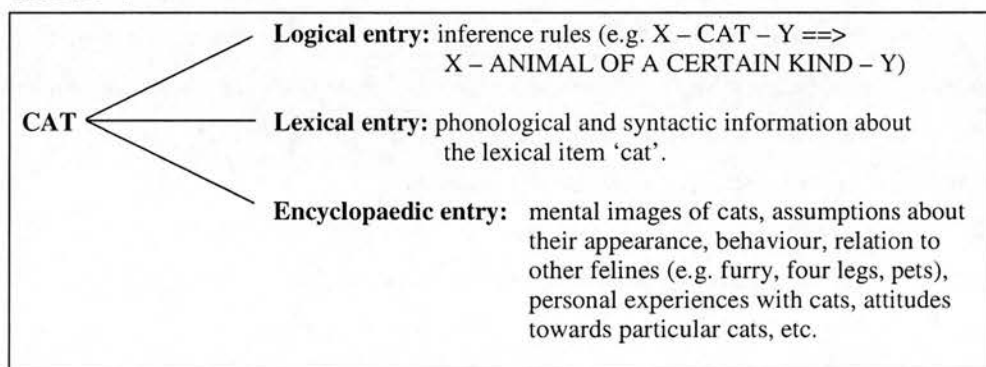 Logical entry: inference rules (e.g. X – CAT – Y ==>
X – ANIMAL OF A CERTAIN KIND – Y)
CAT
Lexical entry: phonological and syntactic information about
the lexical item ‘cat’.
Encyclopaedic entry: mental images of cats, assumptions about
their appearance, behaviour, relation to
other felines (e.g. furry, four legs, pets),
personal experiences with cats, attitudes
towards particular cats, etc.